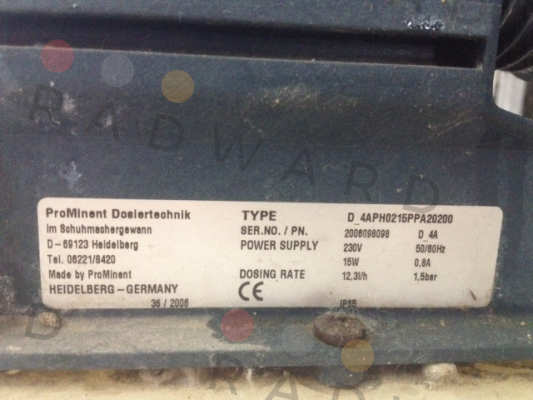 ProMinent Dosiertechnik
Im Schuhmachergewann
D-69123 Heidelberg
Tel. 06221/8420
Made by ProMinent
HEIDELBERG-GERMANY
36 / 2006
TYPE D_4APH0215PPA20200
SER.NO. / PN. 2006098098 D_4A
POWER SUPPLY 230V 50/60Hz
15W 0,8A
DOSING RATE 12,3l/h 1,5bar
CE
IP65
RADWARD
RADWARD